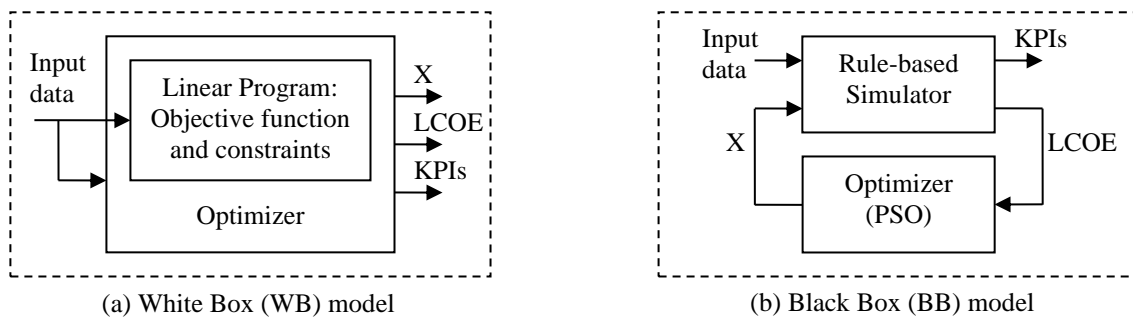 Input
data
Linear Program:
Objective function
and constraints
Optimizer
X
LCOE
KPIs
(a) White Box (WB) model
Input
data
Rule-based
Simulator
KPIs
X
LCOE
Optimizer
(PSO)
(b) Black Box (BB) model